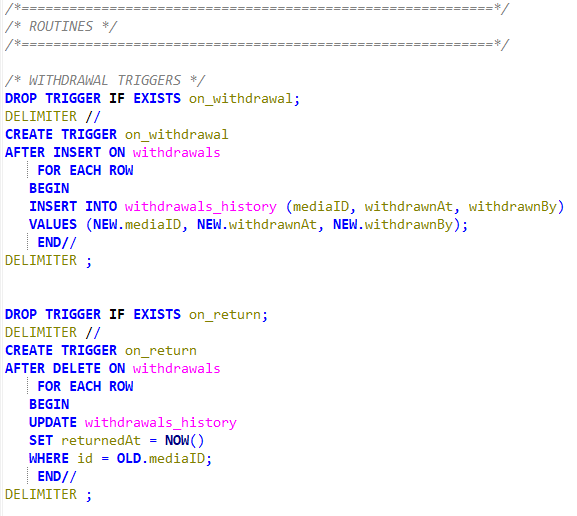 /*===========================================================*/
/* ROUTINES */
/*===========================================================*/
/* WITHDRAWAL TRIGGERS */
DROP TRIGGER IF EXISTS on_withdrawal;
DELIMITER //
CREATE TRIGGER on_withdrawal
AFTER INSERT ON withdrawals
FOR EACH ROW
BEGIN
INSERT INTO withdrawals_history (mediaID, withdrawnAt, withdrawnBy)
VALUES (NEW.mediaID, NEW.withdrawnAt, NEW.withdrawnBy);
END//
DELIMITER ;
DROP TRIGGER IF EXISTS on_return;
DELIMITER //
CREATE TRIGGER on_return
AFTER DELETE ON withdrawals
FOR EACH ROW
BEGIN
UPDATE withdrawals_history
SET returnedAt = NOW()
WHERE id = OLD.mediaID;
END//
DELIMITER ;